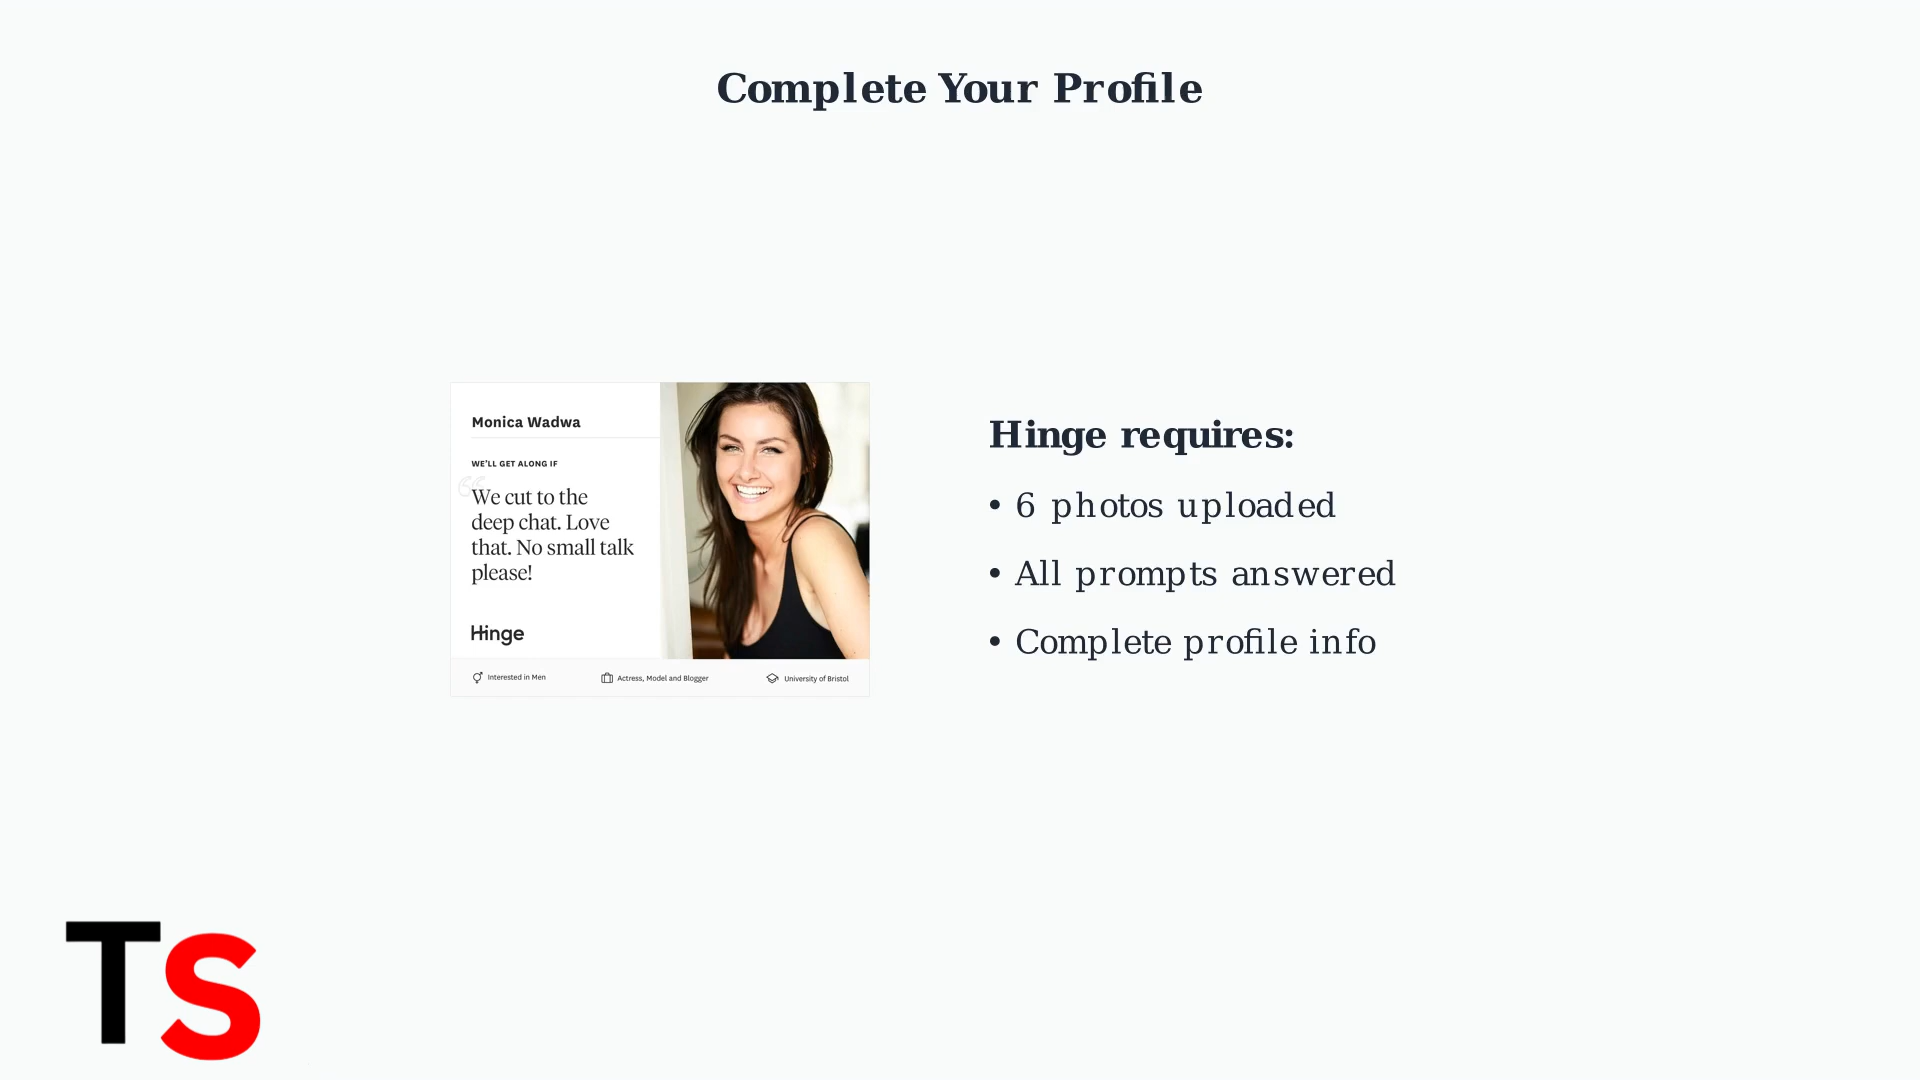 Complete Your Profile
Monica Wadwa
WE'LL GET ALONG IF
“
We cut to the
deep chat. Love
that. No small talk
please!
Hinge
Interested in Men
Actress, Model and Blogger
University of Bristol
Hinge requires:
• 6 photos uploaded
• All prompts answered
• Complete profile info
TS